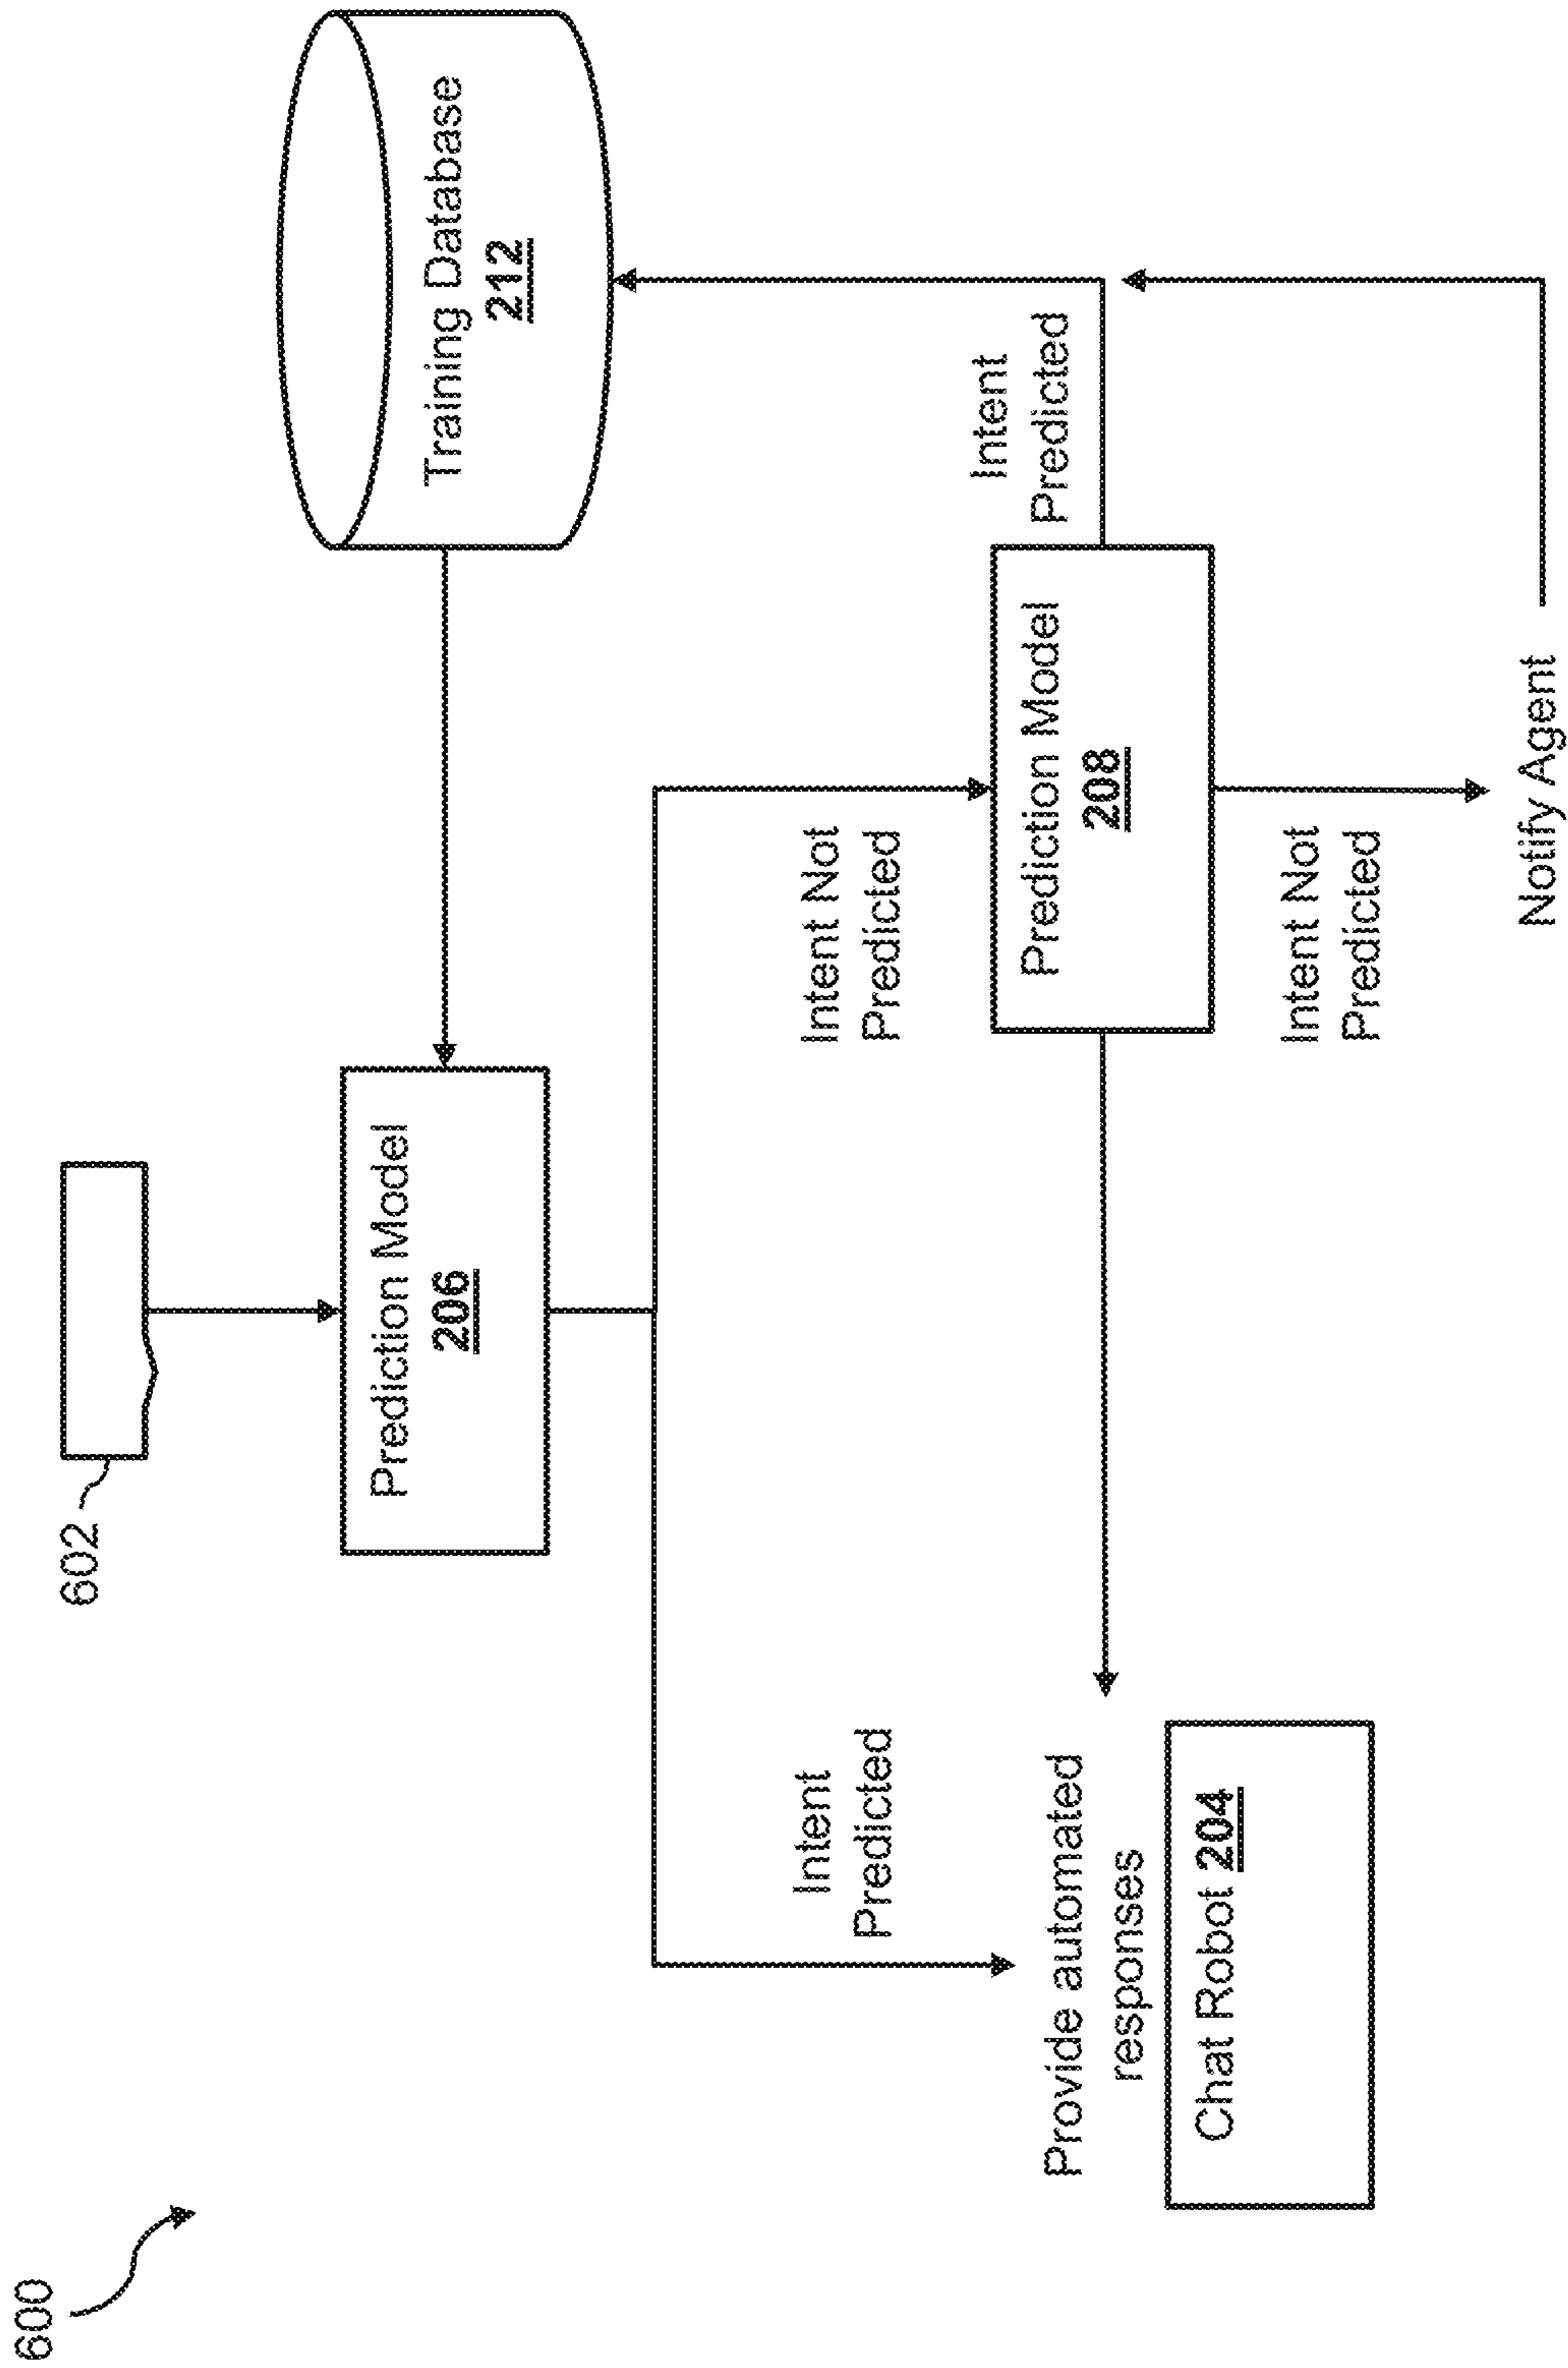 600
602
Prediction Model
206
Training Database
212
Intent
Predicted
Intent Not
Predicted
Provide automated
responses
Chat Robot 204
Prediction Model
208
Intent
Predicted
Intent Not
Predicted
Notify Agent